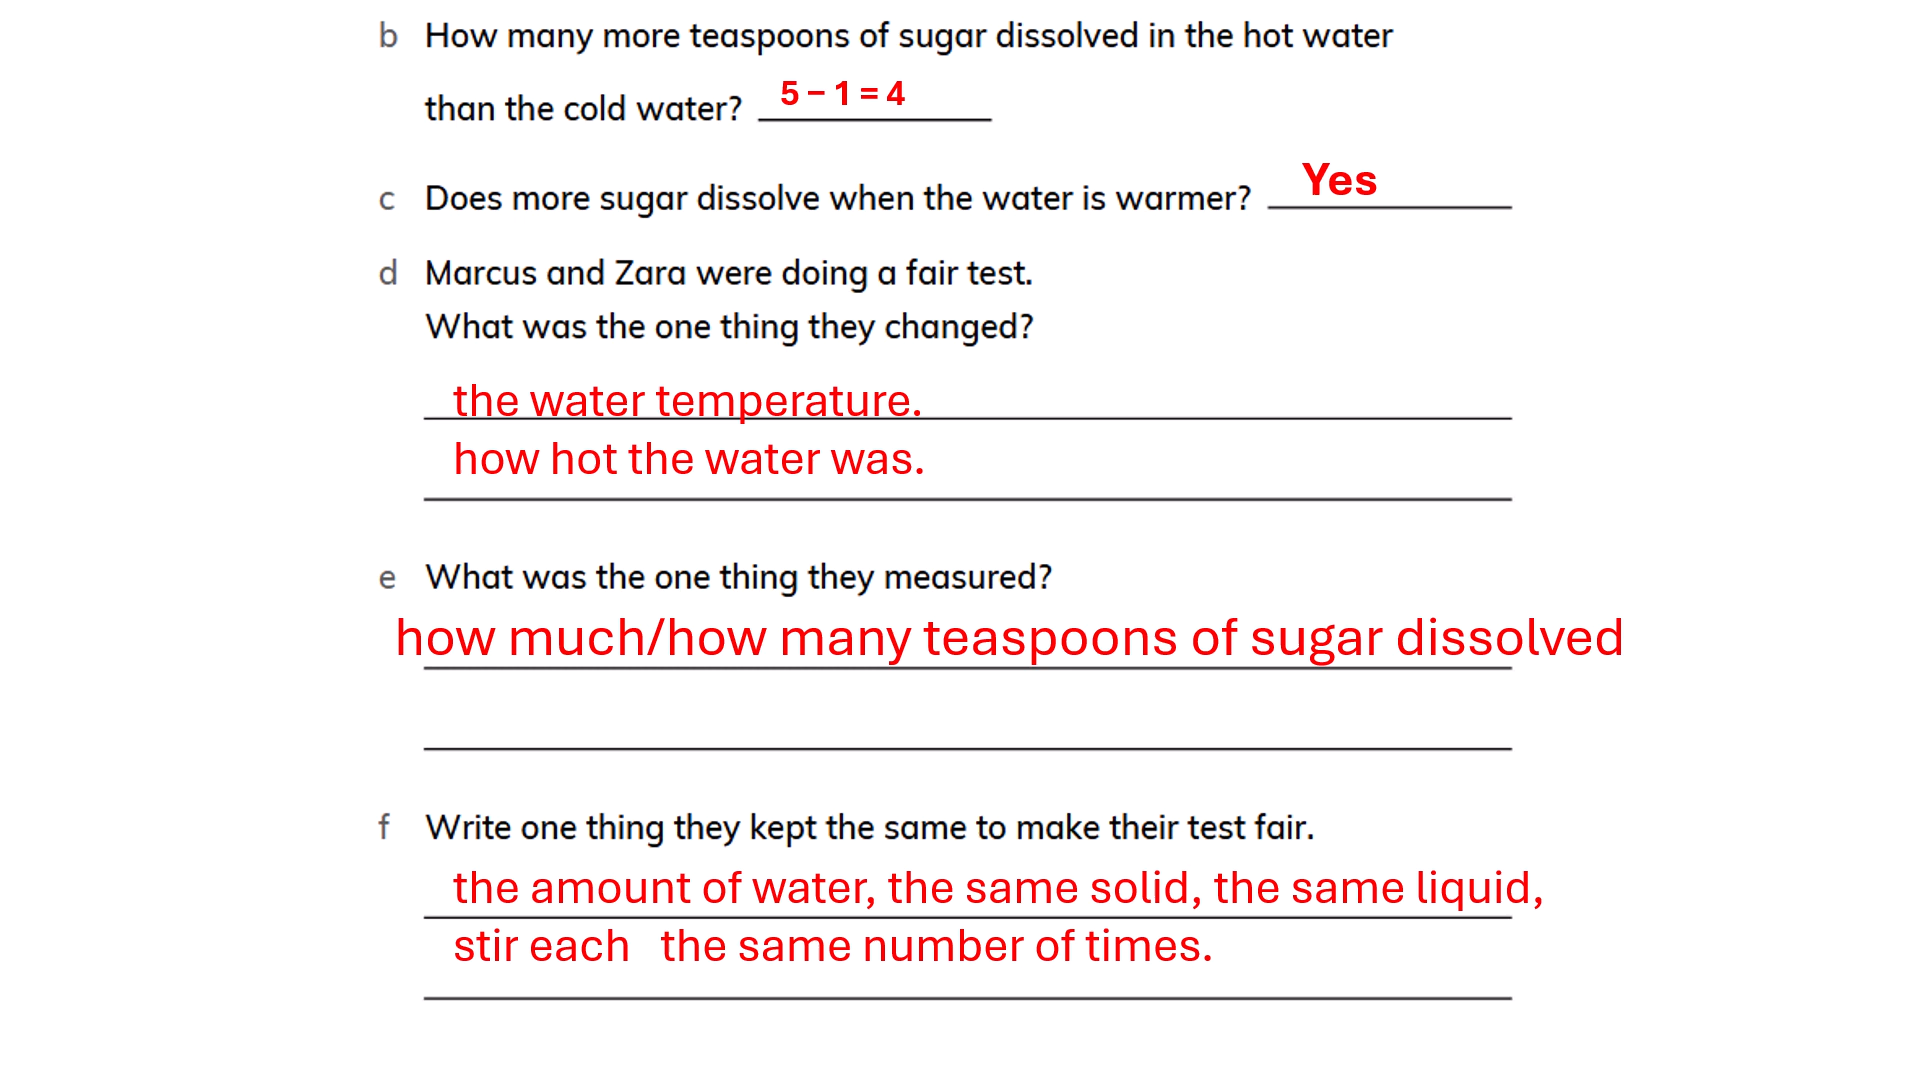 b How many more teaspoons of sugar dissolved in the hot water
than the cold water? 5 – 1 = 4
c Does more sugar dissolve when the water is warmer? Yes
d Marcus and Zara were doing a fair test.
What was the one thing they changed?
the water temperature.
how hot the water was.
e What was the one thing they measured?
how much/how many teaspoons of sugar dissolved
f Write one thing they kept the same to make their test fair.
the amount of water, the same solid, the same liquid,
stir each the same number of times.